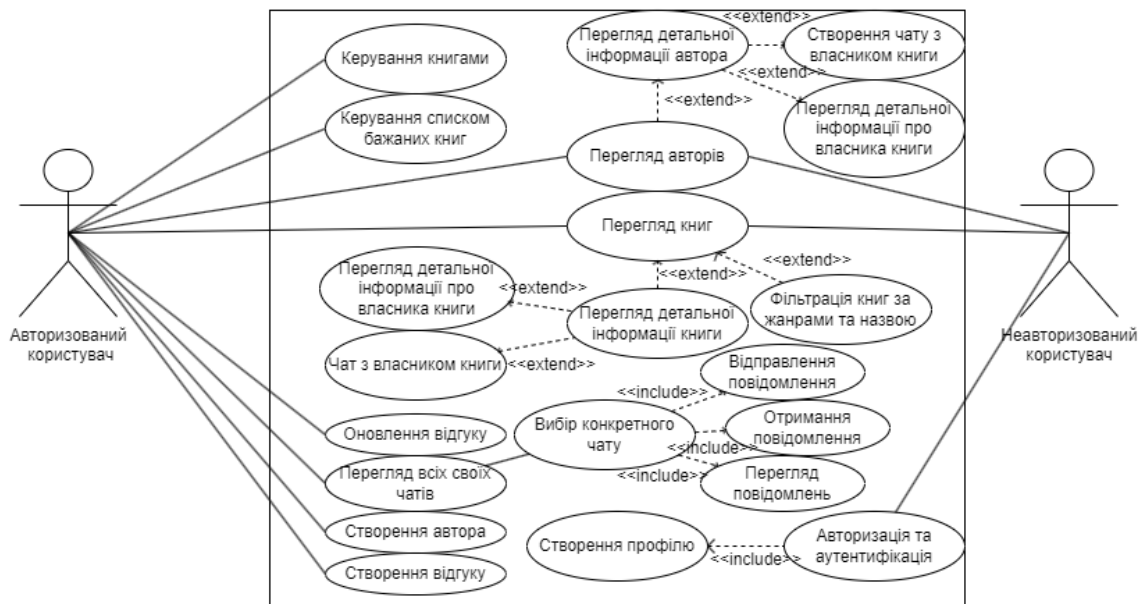 <<extend>>
Перегляд детальної
інформації автора
Створення чату з
власником книги
Керування книгами
<<extend>>
<<extend>>
Перегляд детальної
інформації про
власника книги
Керування списком
бажаних книг
Перегляд авторів
Перегляд книг
Перегляд детальної
інформації про
власника книги
<<extend>>
<<extend>>
<<extend>>
Перегляд детальної
інформації книги
Фільтрація книг за
жанрами та назвою
Авторизований
користувач
Неавторизований
користувач
Чат з власником книги
<<extend>>
Відправлення
повідомлення
<<include>>
Оновлення відгуку
Вибір конкретного
чату
Отримання
повідомлення
<<include>>
Перегляд всіх своїх
чатів
<<include>>
Перегляд
повідомлень
Створення автора
Створення профілю
<<include>>
Авторизація та
аутентифікація
Створення відгуку